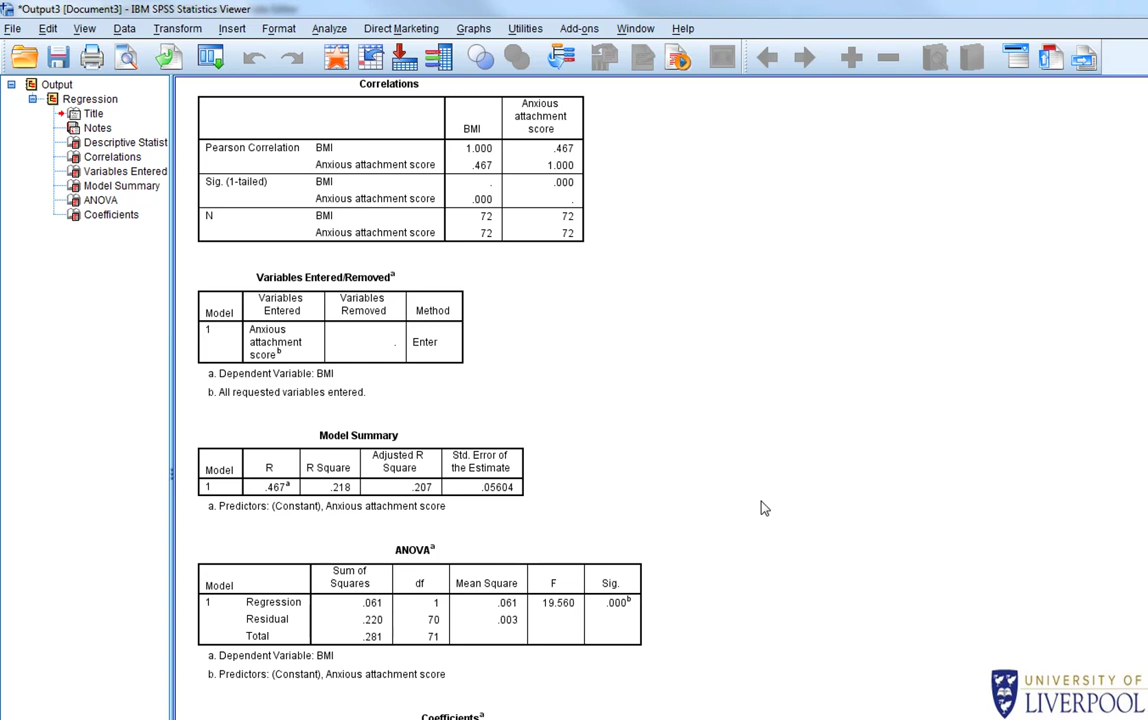 *Output3 [Document3] - IBM SPSS Statistics Viewer
File Edit View Data Transform Insert Format Analyze Direct Marketing Graphs Utilities Add-ons Window Help
Output
Regression
Title
Notes
Descriptive Statist
Correlations
Variables Entered
Model Summary
ANOVA
Coefficients
Correlations
BMI Anxious attachment score
Pearson Correlation BMI 1.000 .467
Anxious attachment score .467 1.000
Sig. (1-tailed) BMI . .000
Anxious attachment score .000 .
N BMI 72 72
Anxious attachment score 72 72
Variables Entered/Removedᵃ
Model Variables Entered Variables Removed Method
1 Anxious attachment scoreᵇ . Enter
a. Dependent Variable: BMI
b. All requested variables entered.
Model Summary
Model R R Square Adjusted R Square Std. Error of the Estimate
1 .467ᵃ .218 .207 .05604
a. Predictors: (Constant), Anxious attachment score
ANOVAᵃ
Model Sum of Squares df Mean Square F Sig.
1 Regression .061 1 .061 19.560 .000ᵇ
Residual .220 70 .003
Total .281 71
a. Dependent Variable: BMI
b. Predictors: (Constant), Anxious attachment score
Coefficientsᵃ
UNIVERSITY OF
LIVERPOOL